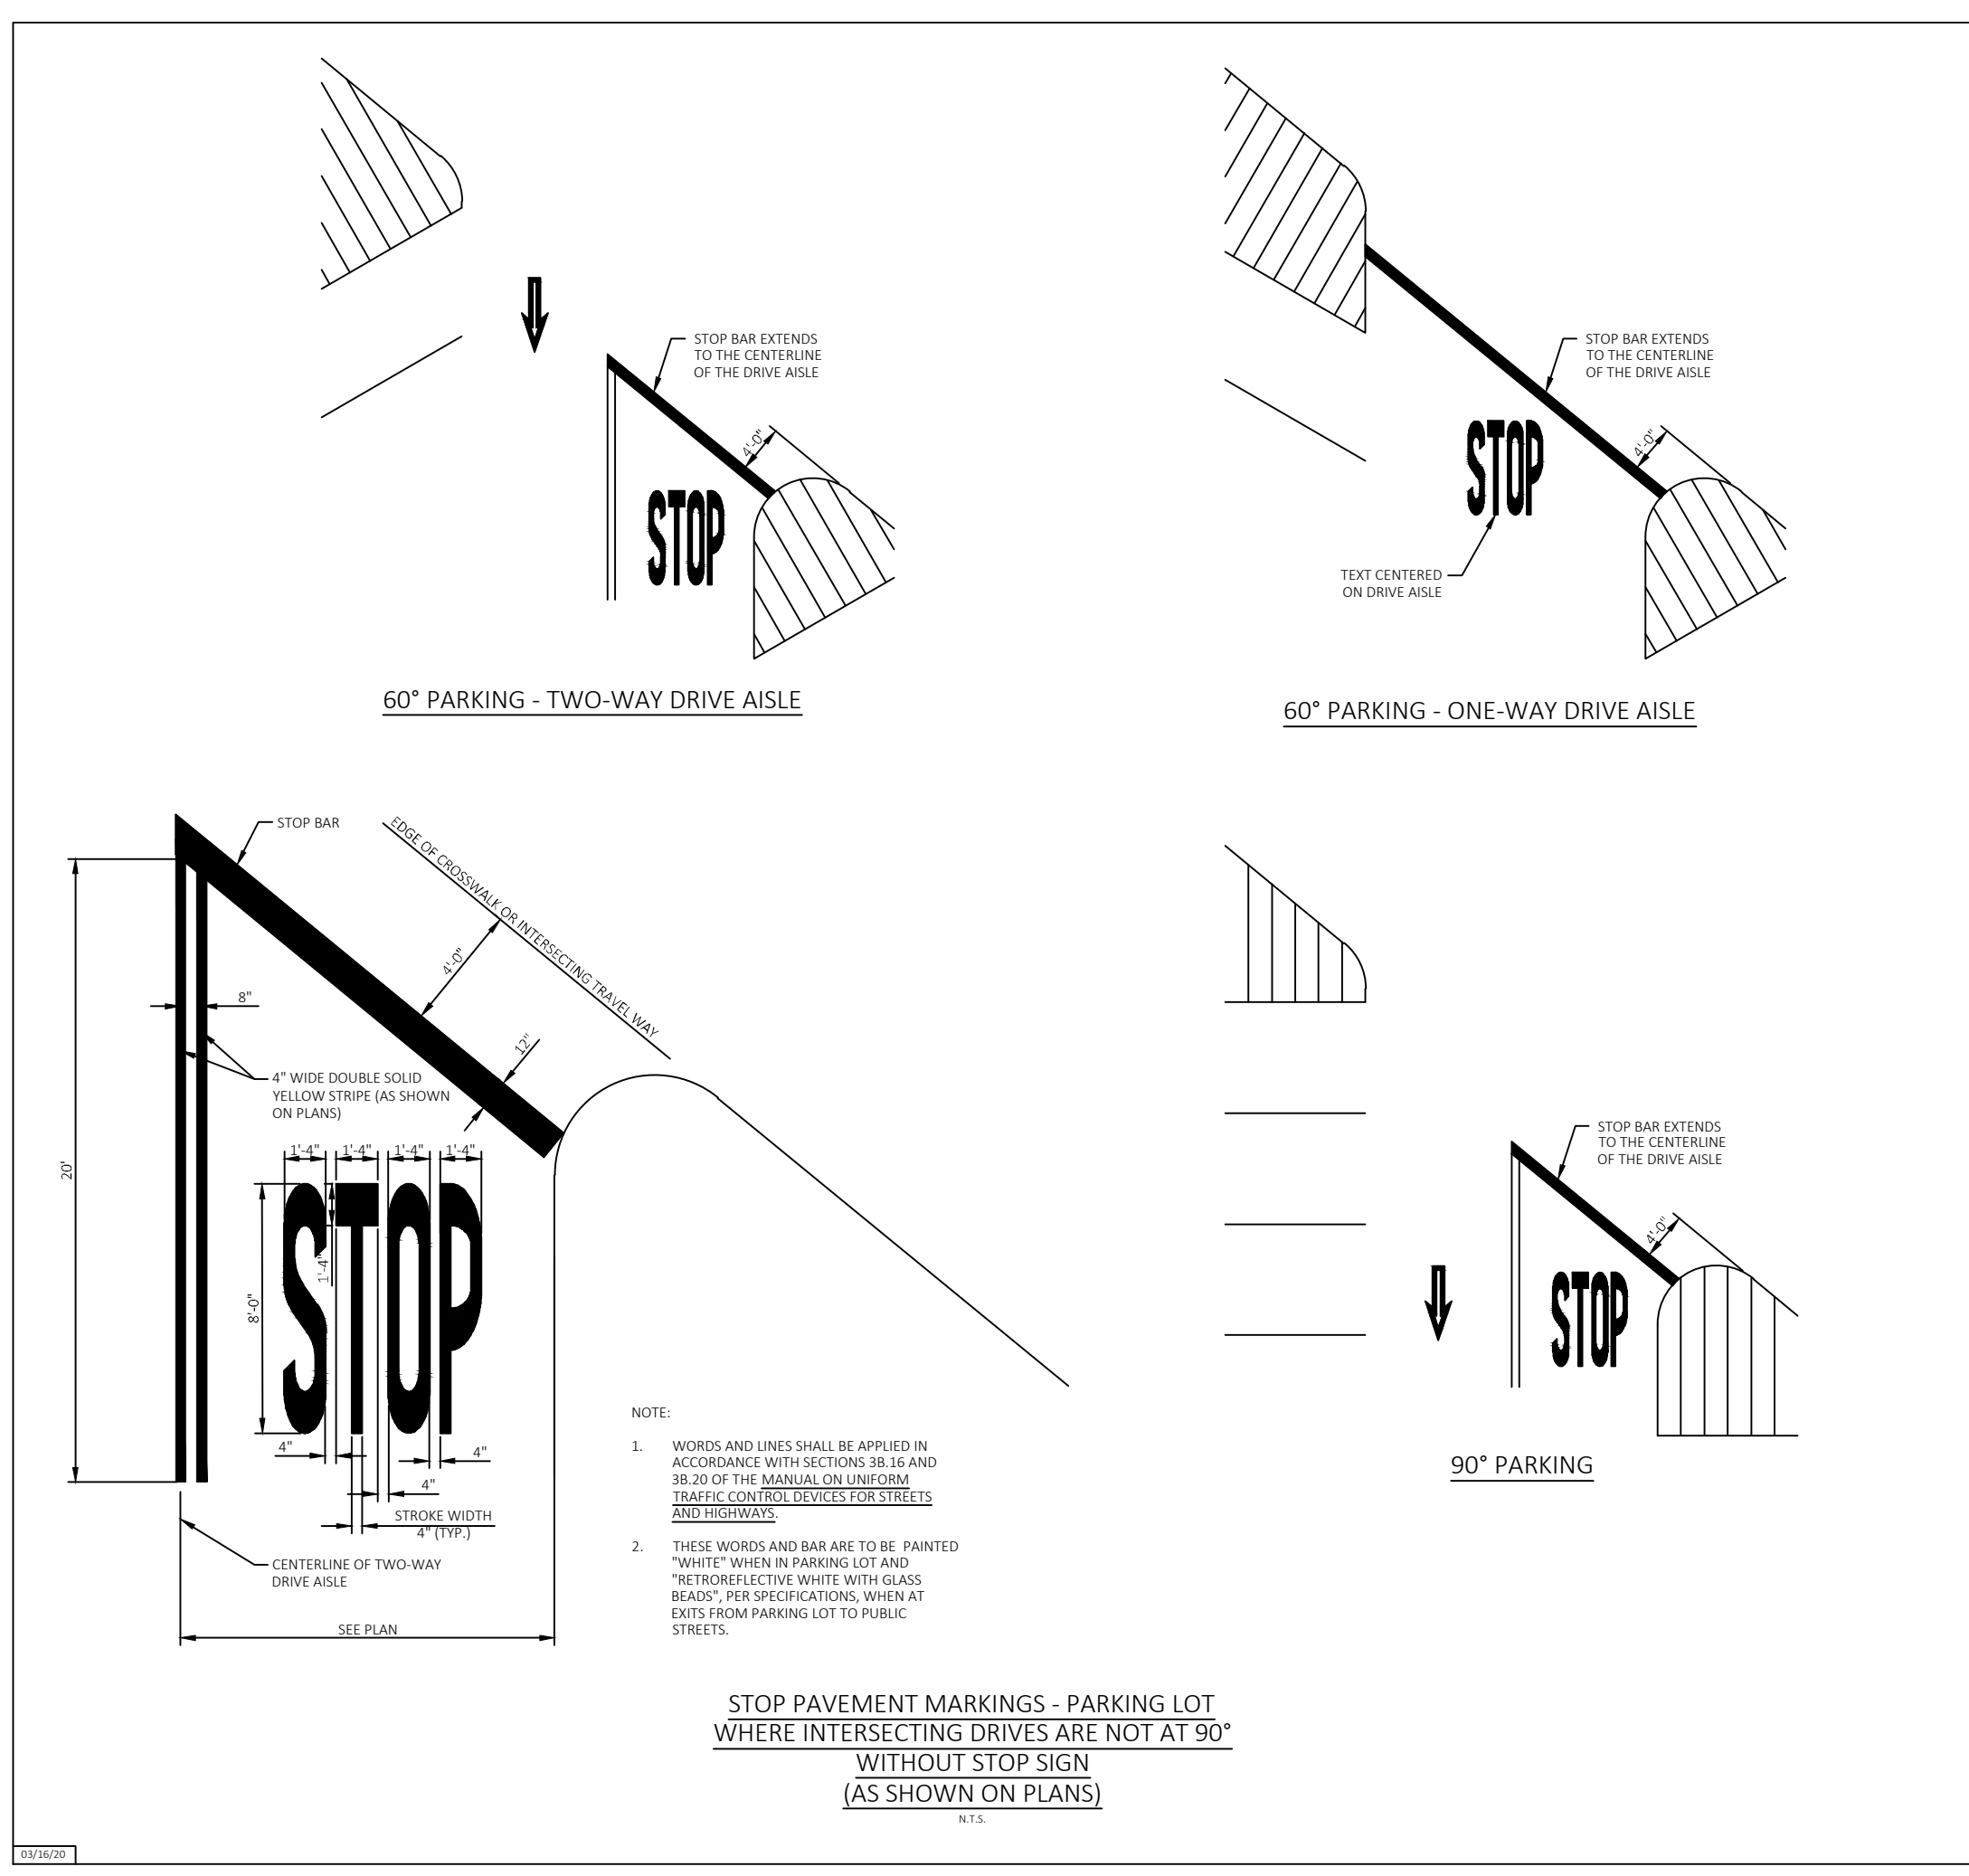 STOP BAR EXTENDS
TO THE CENTERLINE
OF THE DRIVE AISLE
4'-0"
STOP
60° PARKING - TWO-WAY DRIVE AISLE
STOP BAR EXTENDS
TO THE CENTERLINE
OF THE DRIVE AISLE
4'-0"
STOP
TEXT CENTERED
ON DRIVE AISLE
60° PARKING - ONE-WAY DRIVE AISLE
STOP BAR
EDGE OF CROSSWALK OR INTERSECTING TRAVEL WAY
4'-0"
8"
12"
4" WIDE DOUBLE SOLID
YELLOW STRIPE (AS SHOWN
ON PLANS)
20'
1'-4" 1'-4" 1'-4" 1'-4"
1'-4"
8'-0"
STOP
4" 4"
4"
STROKE WIDTH
4" (TYP.)
CENTERLINE OF TWO-WAY
DRIVE AISLE
SEE PLAN
NOTE:
1. WORDS AND LINES SHALL BE APPLIED IN
ACCORDANCE WITH SECTIONS 3B.16 AND
3B.20 OF THE MANUAL ON UNIFORM
TRAFFIC CONTROL DEVICES FOR STREETS
AND HIGHWAYS.
2. THESE WORDS AND BAR ARE TO BE PAINTED
"WHITE" WHEN IN PARKING LOT AND
"RETROREFLECTIVE WHITE WITH GLASS
BEADS", PER SPECIFICATIONS, WHEN AT
EXITS FROM PARKING LOT TO PUBLIC
STREETS.
STOP BAR EXTENDS
TO THE CENTERLINE
OF THE DRIVE AISLE
4'-0"
STOP
90° PARKING
STOP PAVEMENT MARKINGS - PARKING LOT
WHERE INTERSECTING DRIVES ARE NOT AT 90°
WITHOUT STOP SIGN
(AS SHOWN ON PLANS)
N.T.S.
03/16/20